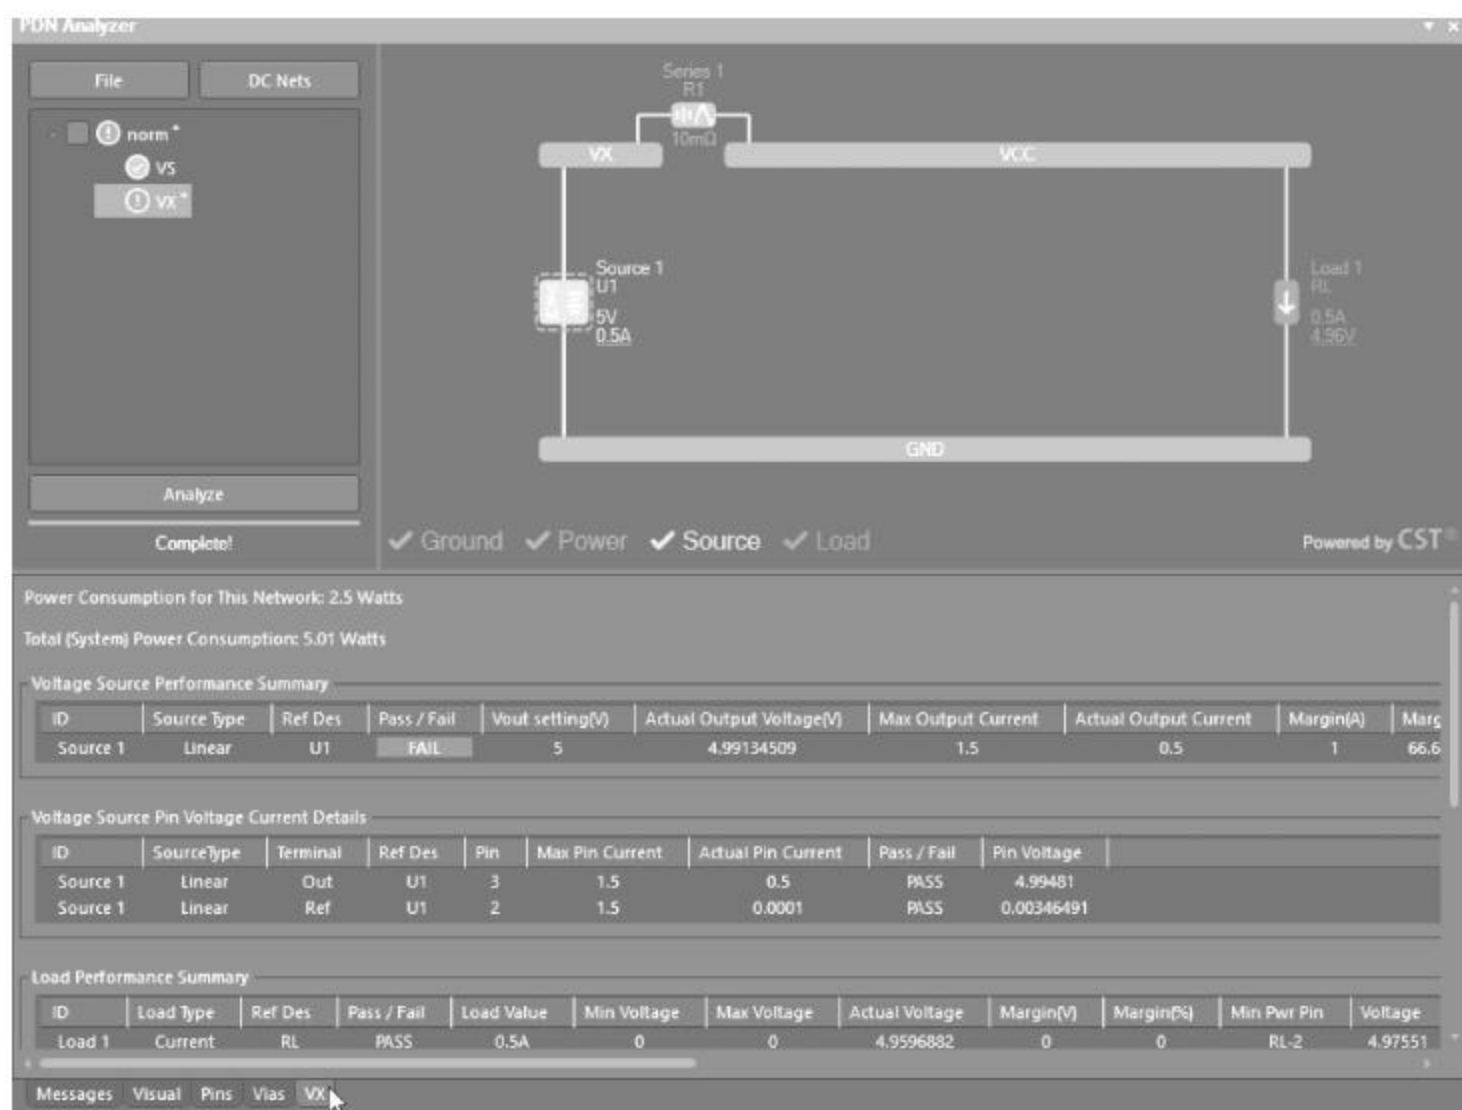 PDN Analyzer
File DC Nets
norm *
VS
VX *
Analyze
Complete!
Series 1
R1
10mΩ
VX VCC
Source 1
U1
5V
0.5A
Load 1
RL
0.5A
4.96V
GND
Ground Power Source Load
Powered by CST®
Power Consumption for This Network: 2.5 Watts
Total (System) Power Consumption: 5.01 Watts
Voltage Source Performance Summary
ID Source Type Ref Des Pass / Fail Vout setting(V) Actual Output Voltage(V) Max Output Current Actual Output Current Margin(A) Marg
Source 1 Linear U1 FAIL 5 4.99134509 1.5 0.5 1 66.6
Voltage Source Pin Voltage Current Details
ID SourceType Terminal Ref Des Pin Max Pin Current Actual Pin Current Pass / Fail Pin Voltage
Source 1 Linear Out U1 3 1.5 0.5 PASS 4.99481
Source 1 Linear Ref U1 2 1.5 0.0001 PASS 0.00346491
Load Performance Summary
ID Load Type Ref Des Pass / Fail Load Value Min Voltage Max Voltage Actual Voltage Margin(V) Margin(%) Min Pwr Pin Voltage
Load 1 Current RL PASS 0.5A 0 0 4.9596882 0 0 RL-2 4.97551
Messages Visual Pins Vias VX